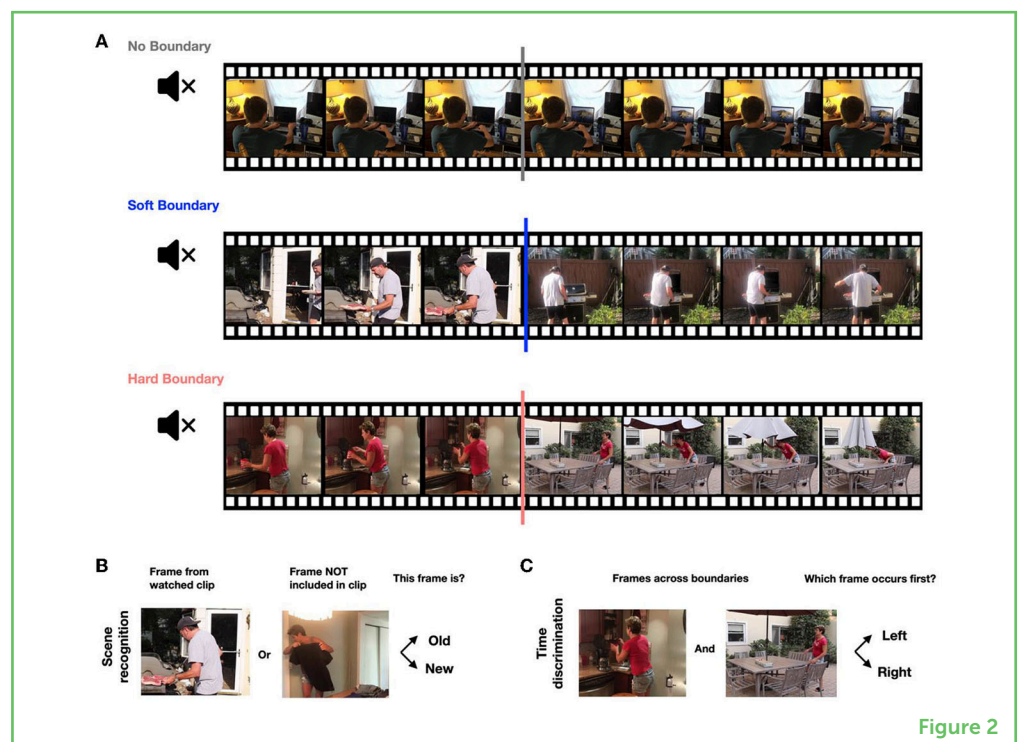 A
No Boundary
Soft Boundary
Hard Boundary
B
Frame from
watched clip
Frame NOT
included in clip
This frame is?
Scene
recognition
Or
Old
New
C
Frames across boundaries
Which frame occurs first?
Time
discrimination
And
Left
Right
Figure 2